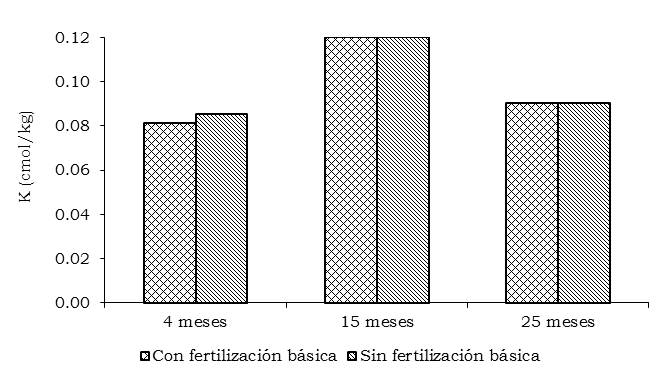 0.12
0.10
0.08
0.06
0.04
0.02
0.00
K (cmol/kg)
4 meses 15 meses 25 meses
Con fertilización básica Sin fertilización básica